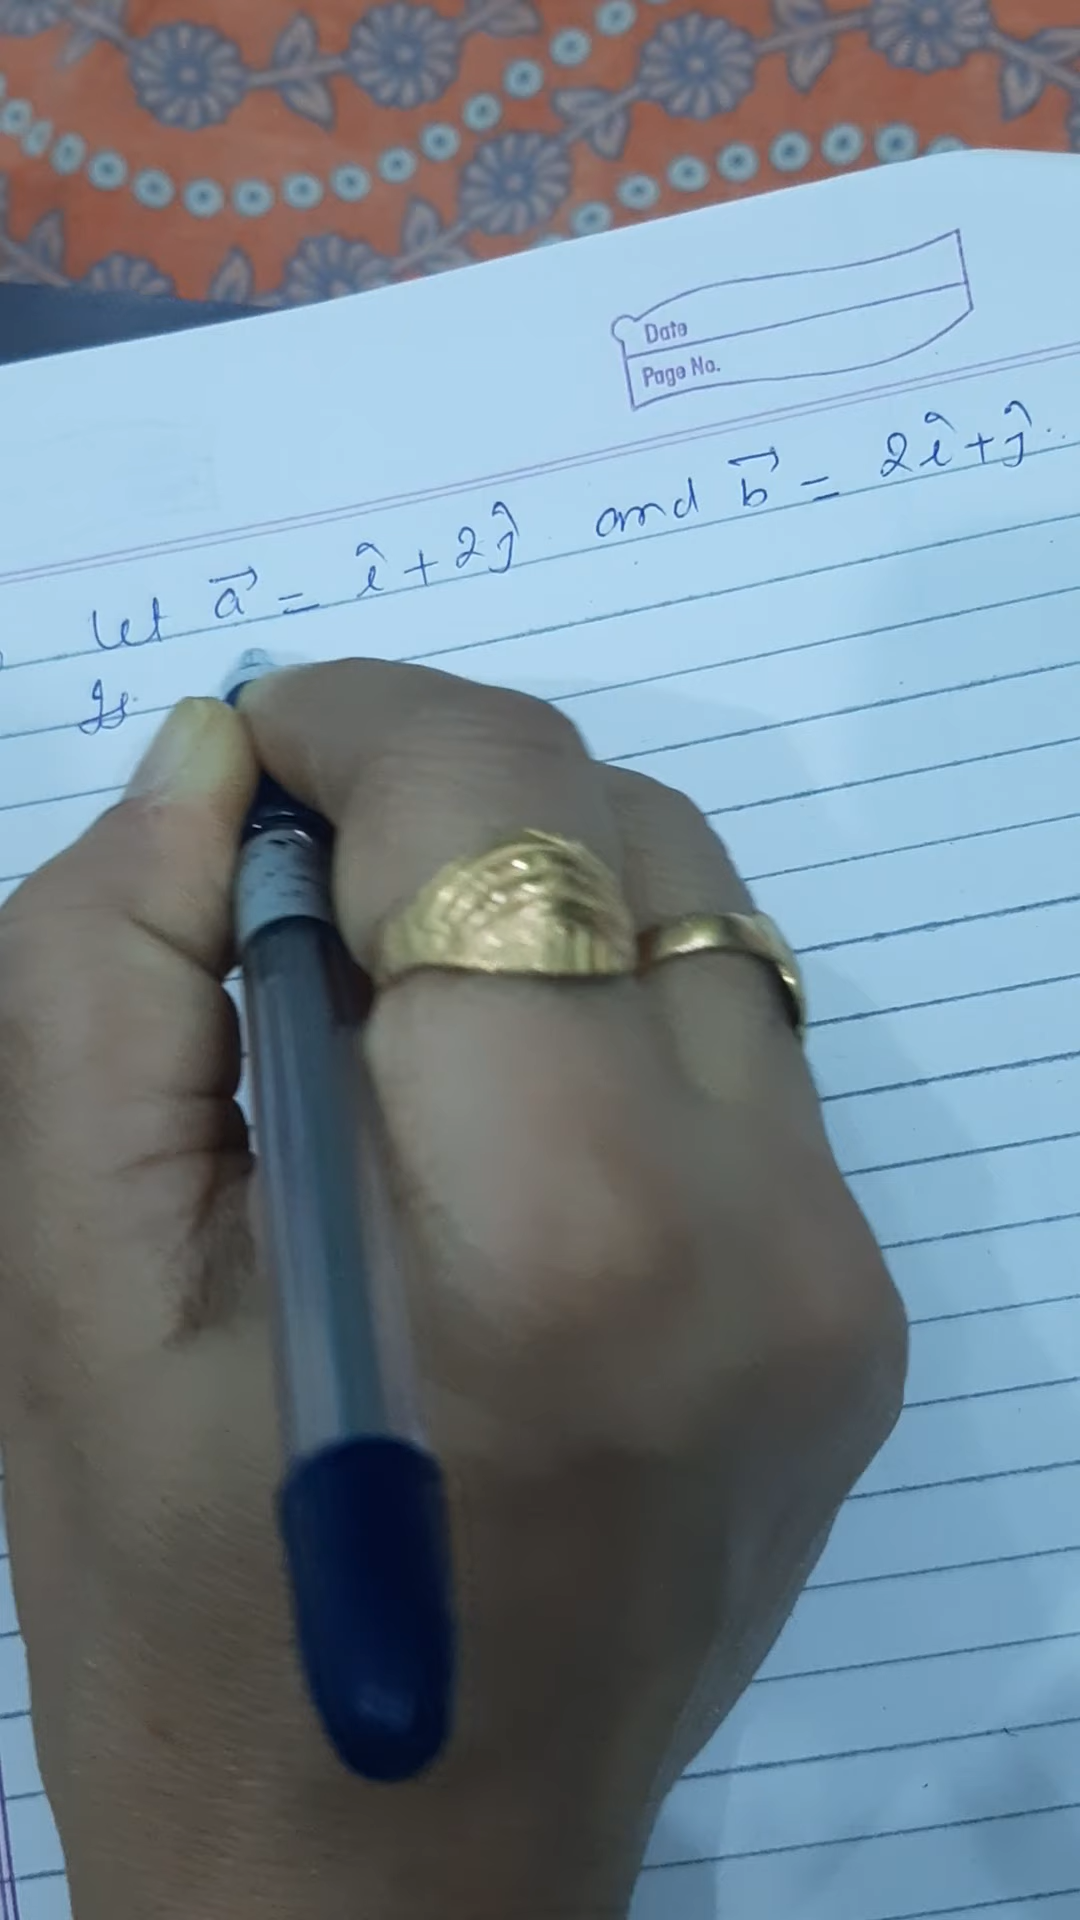 Date
Page No.
Let a⃗ = î + 2ĵ and b⃗ = 2î + ĵ.
Is